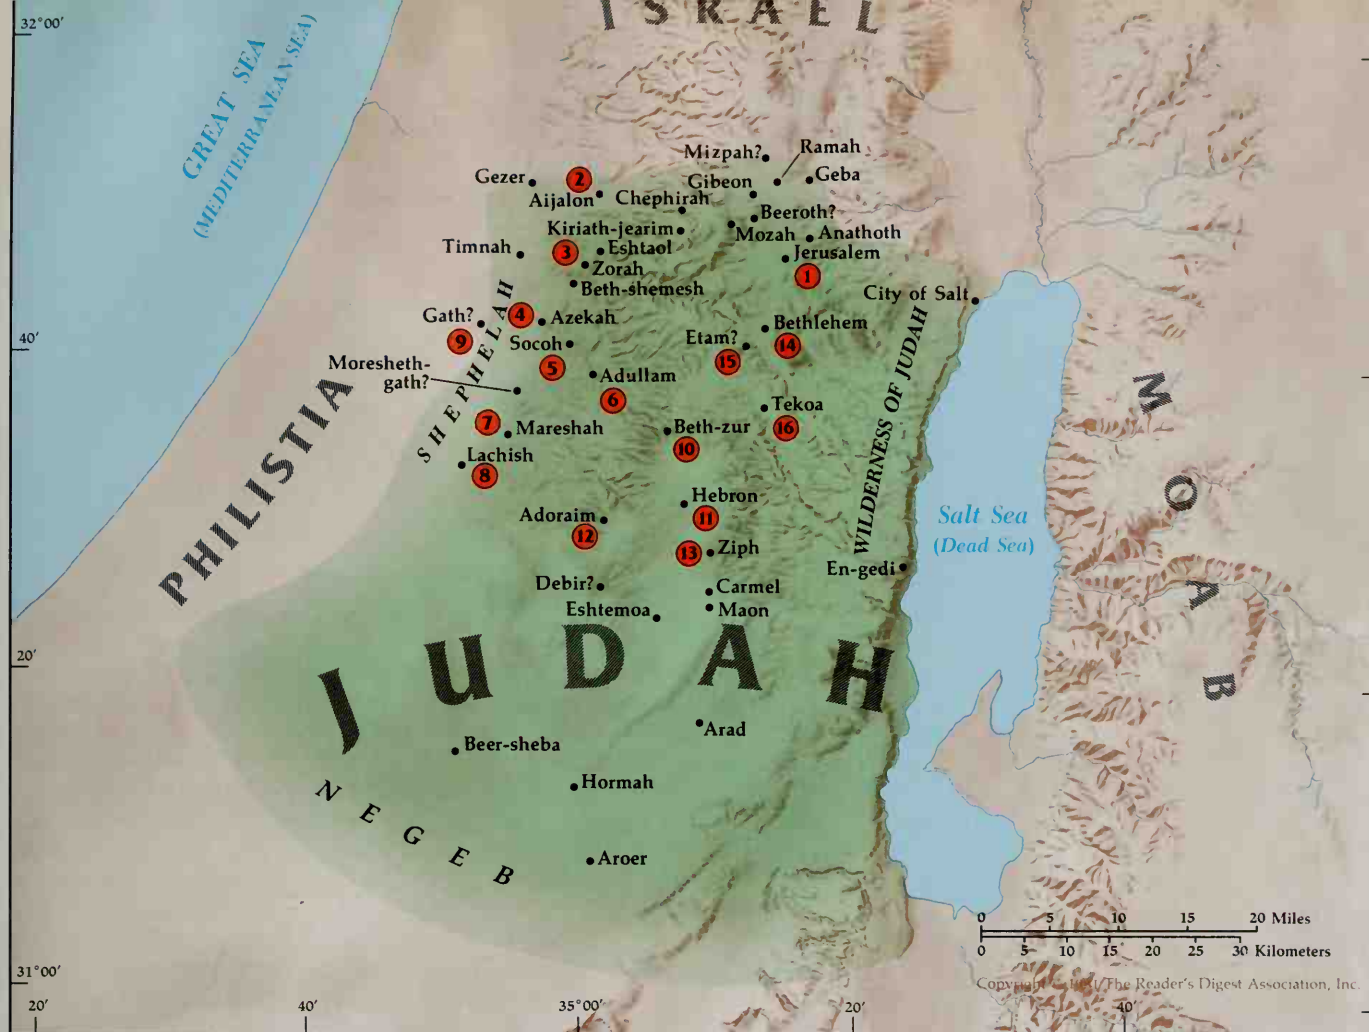 32°00′
ISRAEL
GREAT SEA
(MEDITERRANEAN SEA)
Mizpah?
Ramah
Gezer
2
Gibeon
Geba
Aijalon
Chephirah
Beeroth?
Kiriath-jearim
Mozah
Anathoth
Timnah
3
Eshtaol
Jerusalem
Zorah
1
Beth-shemesh
City of Salt
Gath?
4
Azekah
Bethlehem
9
Socoh
Etam?
14
40′
5
15
Moresheth-
gath?
Adullam
6
SHEPHELAH
WILDERNESS OF JUDAH
MOAB
PHILISTIA
7
Mareshah
Beth-zur
Tekoa
10
16
Lachish
8
Hebron
11
Adoraim
12
13
Ziph
Salt Sea
(Dead Sea)
En-gedi
Debir?
Carmel
Eshtemoa
Maon
JUDAH
20′
Arad
Beer-sheba
Hormah
NEGEB
Aroer
0 5 10 15 20 Miles
0 5 10 15 20 25 30 Kilometers
31°00′
Copyright The Reader's Digest Association, Inc.
20′ 40′ 35°00′ 20′ 40′